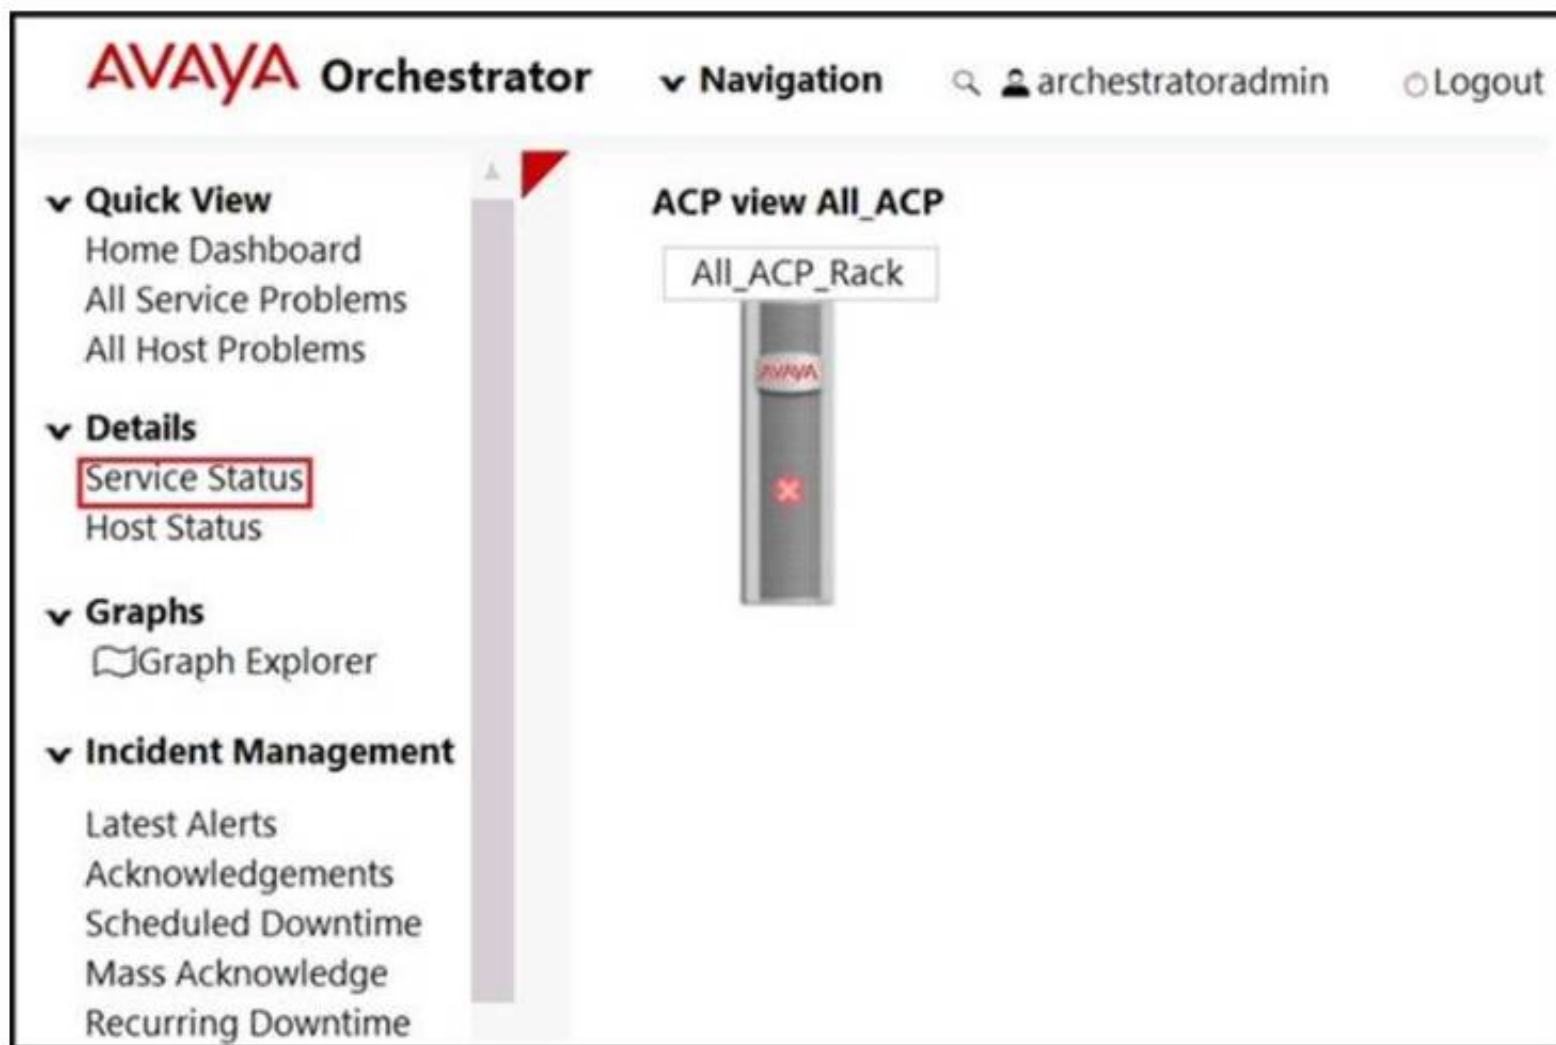 AVAYA Orchestrator Navigation archestratoradmin Logout
Quick View
Home Dashboard
All Service Problems
All Host Problems
Details
Service Status
Host Status
Graphs
Graph Explorer
Incident Management
Latest Alerts
Acknowledgements
Scheduled Downtime
Mass Acknowledge
Recurring Downtime
ACP view All_ACP
All_ACP_Rack
AVAYA